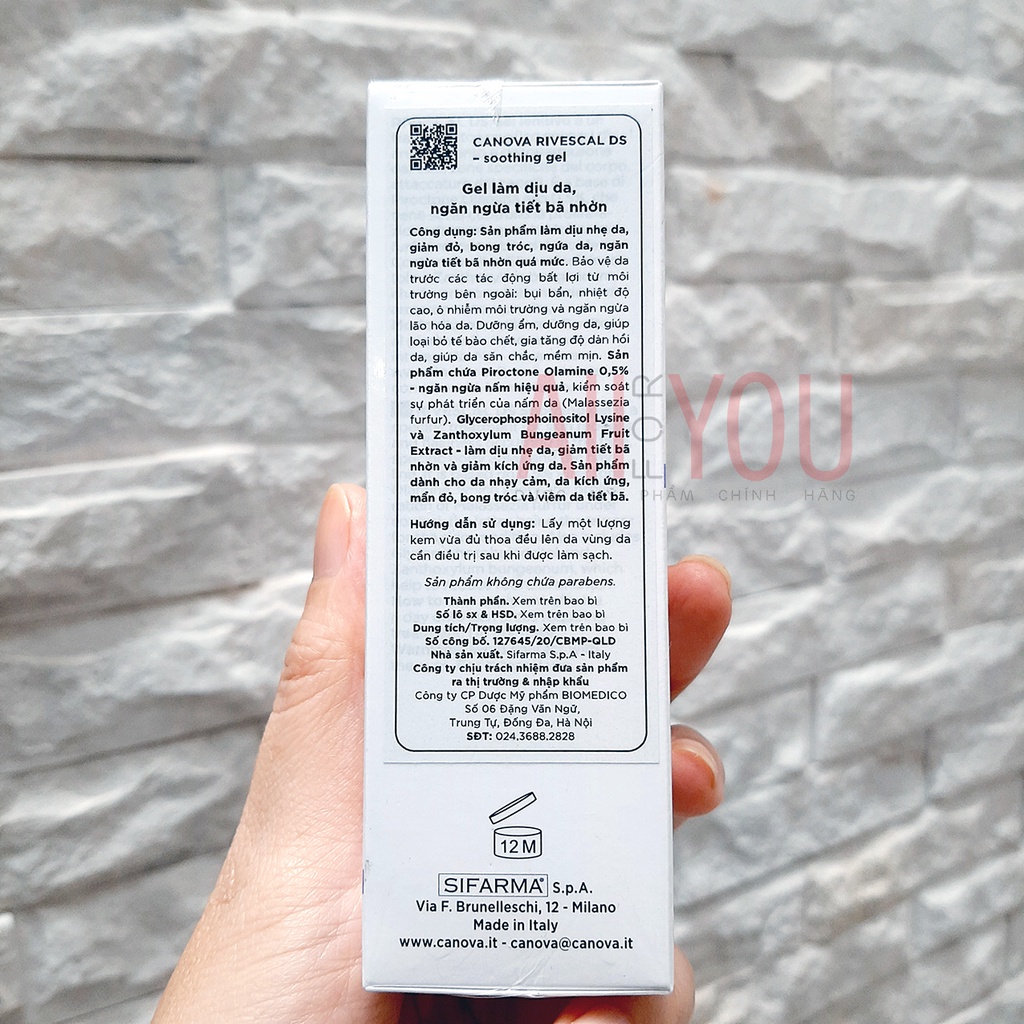 CANOVA RIVESCAL DS
– soothing gel
Gel làm dịu da,
ngăn ngừa tiết bã nhờn
Công dụng: Sản phẩm làm dịu nhẹ da,
giảm đỏ, bong tróc, ngứa da, ngăn
ngừa tiết bã nhờn quá mức. Bảo vệ da
trước các tác động bất lợi từ môi
trường bên ngoài: bụi bẩn, nhiệt độ
cao, ô nhiễm môi trường và ngăn ngừa
lão hóa da. Dưỡng ẩm, dưỡng da, giúp
loại bỏ tế bào chết, gia tăng độ dàn hồi
da, giúp da săn chắc, mềm mịn. Sản
phẩm chứa Piroctone Olamine 0,5%
- ngăn ngừa nấm hiệu quả, kiểm soát
sự phát triển của nấm da (Malassezia
furfur). Glycerophosphoinositol Lysine
và Zanthoxylum Bungeanum Fruit
Extract - làm dịu nhẹ da, giảm tiết bã
nhờn và giảm kích ứng da. Sản phẩm
dành cho da nhạy cảm, da kích ứng,
mẩn đỏ, bong tróc và viêm da tiết bã.
Hướng dẫn sử dụng: Lấy một lượng
kem vừa đủ thoa đều lên da vùng da
cần điều trị sau khi được làm sạch.
Sản phẩm không chứa parabens.
Thành phần. Xem trên bao bì
Số lô sx & HSD. Xem trên bao bì
Dung tích/Trọng lượng. Xem trên bao bì
Số công bố. 127645/20/CBMP-QLD
Nhà sản xuất. Sifarma S.p.A - Italy
Công ty chịu trách nhiệm đưa sản phẩm
ra thị trường & nhập khẩu
Công ty CP Dược Mỹ phẩm BIOMEDICO
Số 06 Đặng Văn Ngữ,
Trung Tự, Đống Đa, Hà Nội
SĐT: 024.3688.2828
12 M
SIFARMA® S.p.A.
Via F. Brunelleschi, 12 - Milano
Made in Italy
www.canova.it - canova@canova.it
All FOR YOU
PHẨM CHÍNH HÃNG